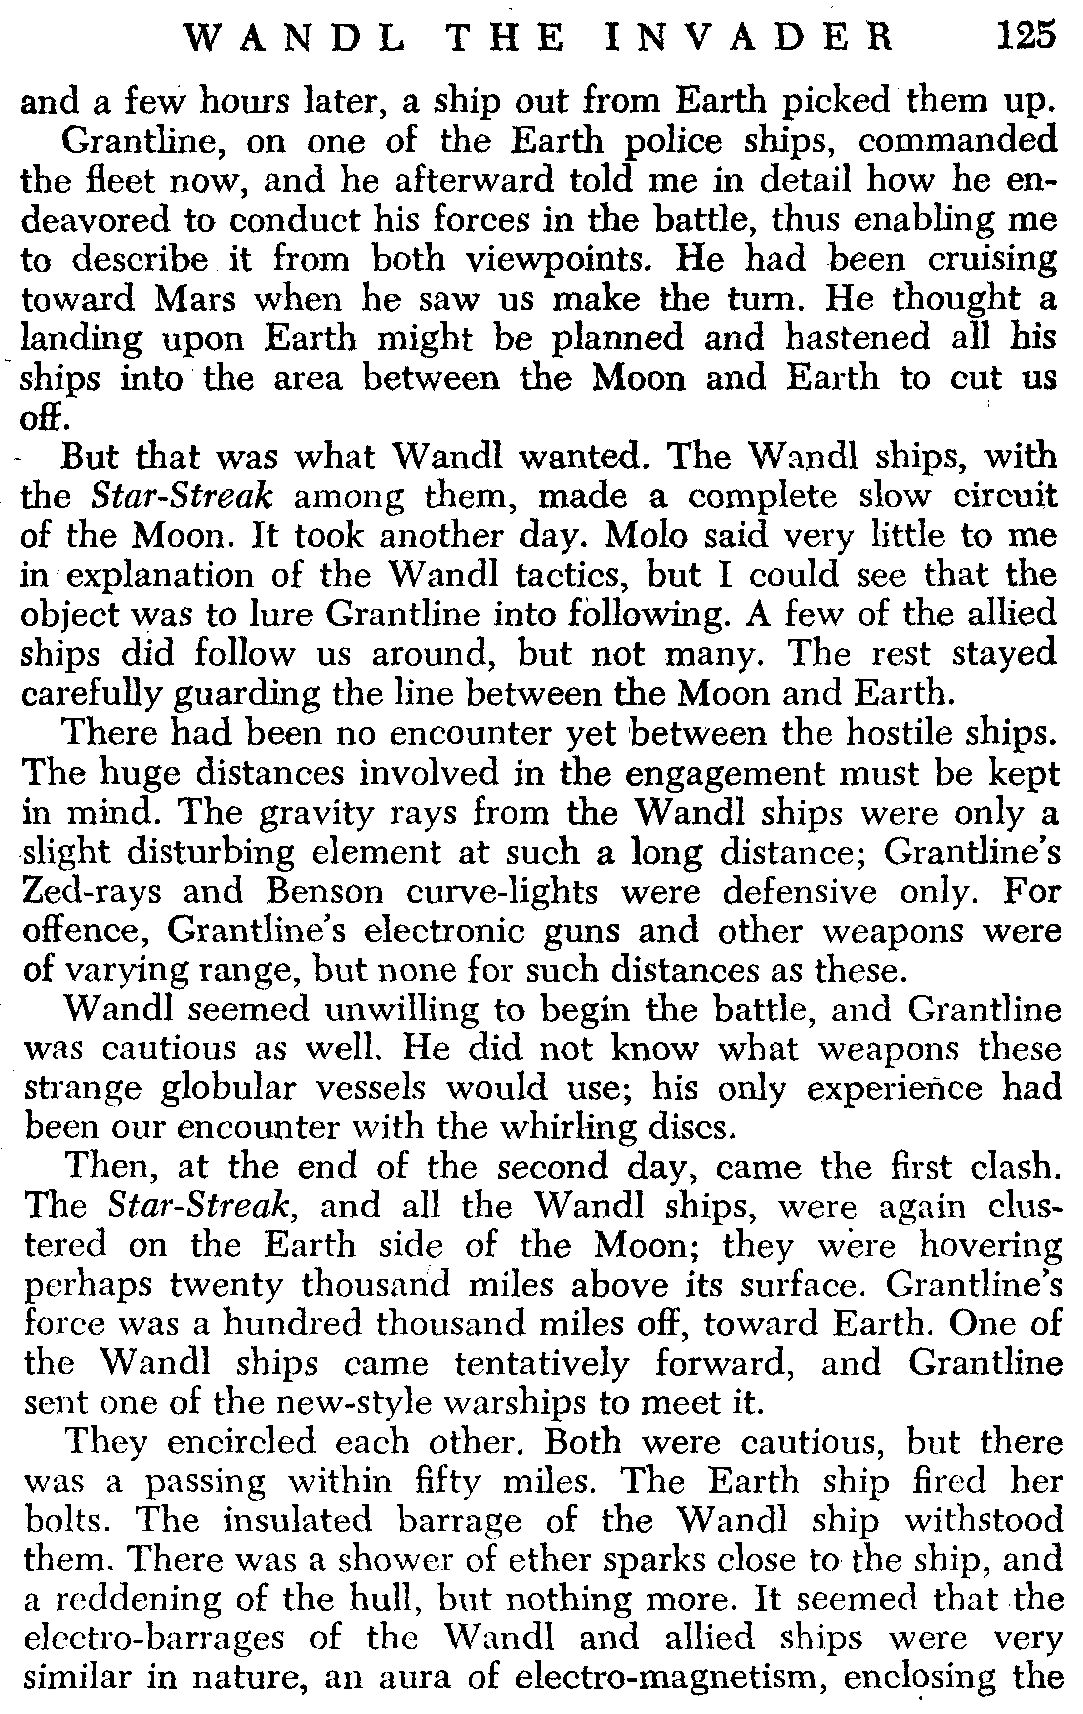 WANDL THE INVADER 125
and a few hours later, a ship out from Earth picked them up.
Grantline, on one of the Earth police ships, commanded
the fleet now, and he afterward told me in detail how he en-
deavored to conduct his forces in the battle, thus enabling me
to describe it from both viewpoints. He had been cruising
toward Mars when he saw us make the turn. He thought a
landing upon Earth might be planned and hastened all his
ships into the area between the Moon and Earth to cut us
off.
But that was what Wandl wanted. The Wandl ships, with
the Star-Streak among them, made a complete slow circuit
of the Moon. It took another day. Molo said very little to me
in explanation of the Wandl tactics, but I could see that the
object was to lure Grantline into following. A few of the allied
ships did follow us around, but not many. The rest stayed
carefully guarding the line between the Moon and Earth.
There had been no encounter yet between the hostile ships.
The huge distances involved in the engagement must be kept
in mind. The gravity rays from the Wandl ships were only a
slight disturbing element at such a long distance; Grantline's
Zed-rays and Benson curve-lights were defensive only. For
offence, Grantline's electronic guns and other weapons were
of varying range, but none for such distances as these.
Wandl seemed unwilling to begin the battle, and Grantline
was cautious as well. He did not know what weapons these
strange globular vessels would use; his only experience had
been our encounter with the whirling discs.
Then, at the end of the second day, came the first clash.
The Star-Streak, and all the Wandl ships, were again clus-
tered on the Earth side of the Moon; they were hovering
perhaps twenty thousand miles above its surface. Grantline's
force was a hundred thousand miles off, toward Earth. One of
the Wandl ships came tentatively forward, and Grantline
sent one of the new-style warships to meet it.
They encircled each other. Both were cautious, but there
was a passing within fifty miles. The Earth ship fired her
bolts. The insulated barrage of the Wandl ship withstood
them. There was a shower of ether sparks close to the ship, and
a reddening of the hull, but nothing more. It seemed that the
electro-barrages of the Wandl and allied ships were very
similar in nature, an aura of electro-magnetism, enclosing the